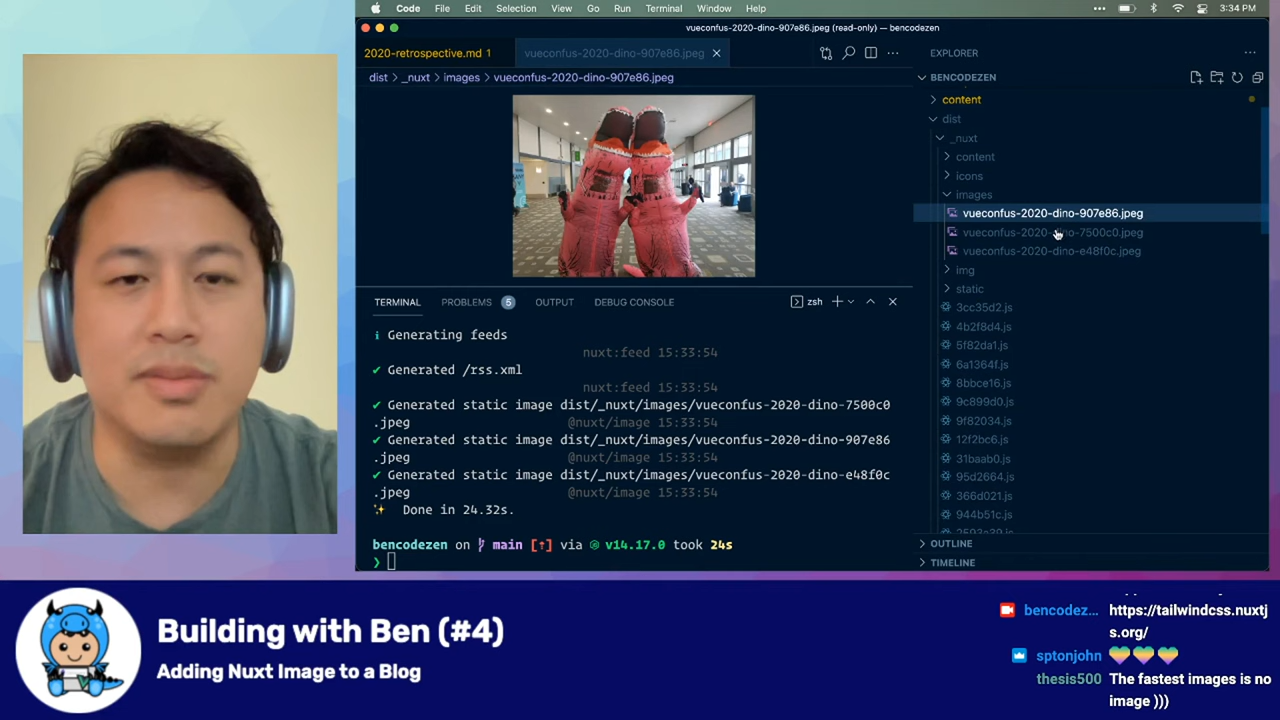 Code File Edit Selection View Go Run Terminal Window Help 3:34 PM
vueconfus-2020-dino-907e86.jpeg (read-only) — bencodezen
2020-retrospective.md 1 vueconfus-2020-dino-907e86.jpeg
dist > _nuxt > images > vueconfus-2020-dino-907e86.jpeg
TERMINAL PROBLEMS 5 OUTPUT DEBUG CONSOLE zsh
i Generating feeds
nuxt:feed 15:33:54
✔ Generated /rss.xml
nuxt:feed 15:33:54
✔ Generated static image dist/_nuxt/images/vueconfus-2020-dino-7500c0
.jpeg @nuxt/image 15:33:54
✔ Generated static image dist/_nuxt/images/vueconfus-2020-dino-907e86
.jpeg @nuxt/image 15:33:54
✔ Generated static image dist/_nuxt/images/vueconfus-2020-dino-e48f0c
.jpeg @nuxt/image 15:33:54
✨ Done in 24.32s.
bencodezen on main [↑] via v14.17.0 took 24s
❯
EXPLORER
BENCODEZEN
content
dist
_nuxt
content
icons
images
vueconfus-2020-dino-907e86.jpeg
vueconfus-2020-dino-7500c0.jpeg
vueconfus-2020-dino-e48f0c.jpeg
img
static
3cc35d2.js
4b2f8d4.js
5f82da1.js
6a1364f.js
8bbce16.js
9c899d0.js
9f82034.js
12f2bc6.js
31baab0.js
95d2664.js
366d021.js
944b51c.js
OUTLINE
TIMELINE
Building with Ben (#4)
Adding Nuxt Image to a Blog
bencodez... https://tailwindcss.nuxtj
s.org/
sptonjohn
thesis500 The fastest images is no
image )))